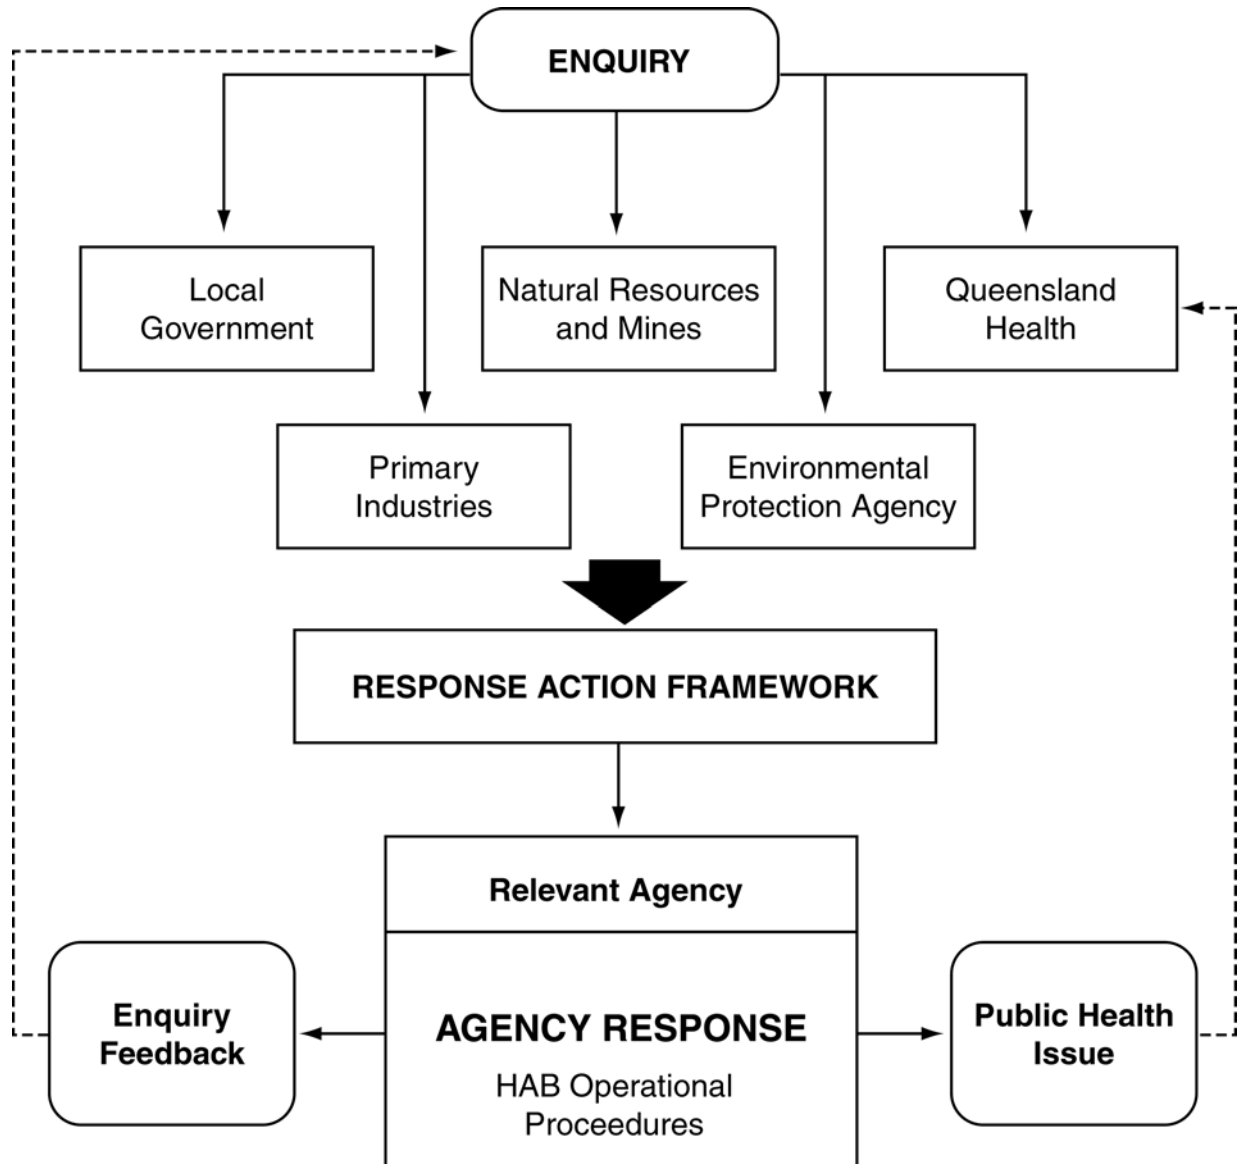 ENQUIRY
Local
Government
Natural Resources
and Mines
Queensland
Health
Primary
Industries
Environmental
Protection Agency
RESPONSE ACTION FRAMEWORK
Relevant Agency
Enquiry
Feedback
AGENCY RESPONSE
HAB Operational
Proceedures
Public Health
Issue